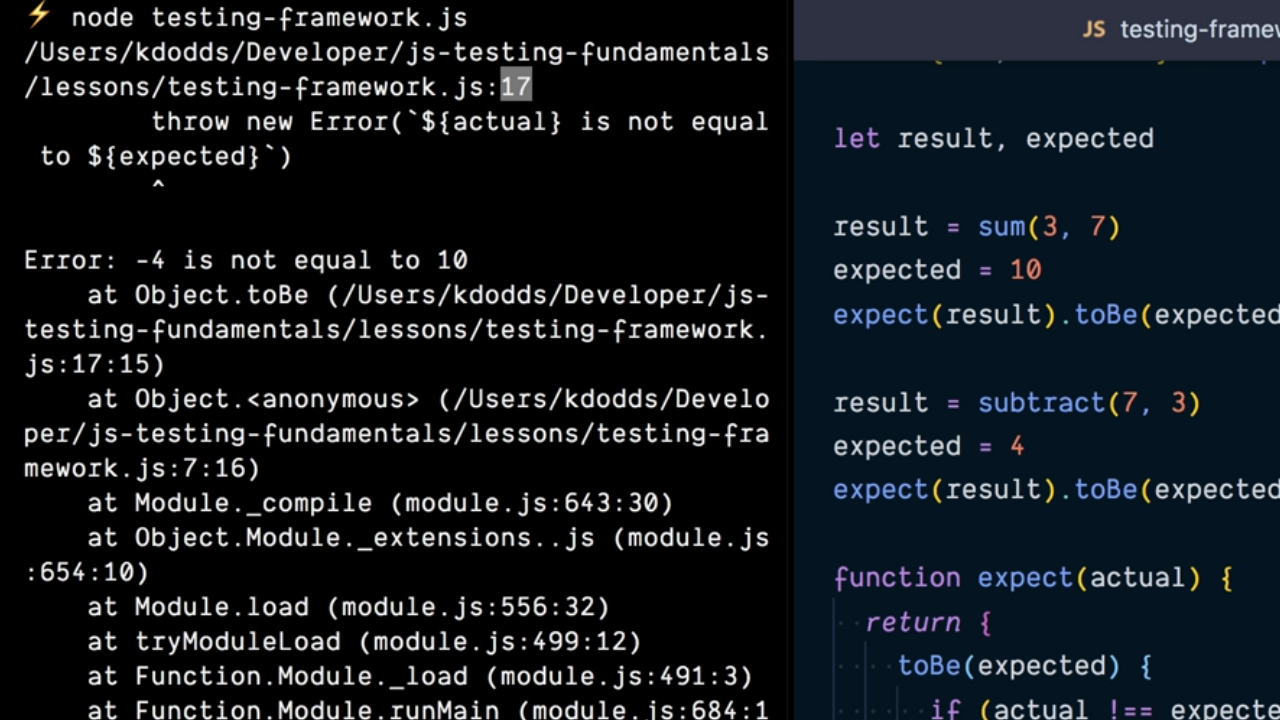 ⚡ node testing-framework.js
/Users/kdodds/Developer/js-testing-fundamentals
/lessons/testing-framework.js:17
throw new Error(`${actual} is not equal
to ${expected}`)
^
Error: -4 is not equal to 10
at Object.toBe (/Users/kdodds/Developer/js-
testing-fundamentals/lessons/testing-framework.
js:17:15)
at Object.<anonymous> (/Users/kdodds/Develo
per/js-testing-fundamentals/lessons/testing-fra
mework.js:7:16)
at Module._compile (module.js:643:30)
at Object.Module._extensions..js (module.js
:654:10)
at Module.load (module.js:556:32)
at tryModuleLoad (module.js:499:12)
at Function.Module._load (module.js:491:3)
at Function.Module.runMain (module.js:684:1
JS testing-framew
let result, expected
result = sum(3, 7)
expected = 10
expect(result).toBe(expected
result = subtract(7, 3)
expected = 4
expect(result).toBe(expected
function expect(actual) {
return {
toBe(expected) {
if (actual !== expecte